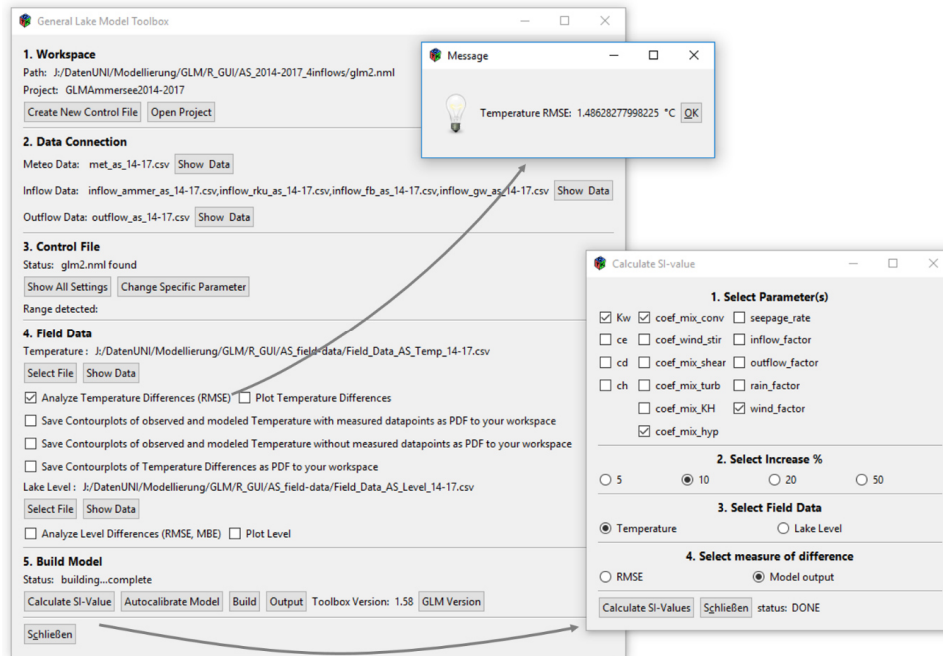 General Lake Model Toolbox
1. Workspace
Path: J:/DatenUNI/Modellierung/GLM/R_GUI/AS_2014-2017_4inflows/glm2.nml
Project: GLMAmmersee2014-2017
Create New Control File Open Project
2. Data Connection
Meteo Data: met_as_14-17.csv Show Data
Inflow Data: inflow_ammer_as_14-17.csv,inflow_rku_as_14-17.csv,inflow_fb_as_14-17.csv,inflow_gw_as_14-17.csv Show Data
Outflow Data: outflow_as_14-17.csv Show Data
3. Control File
Status: glm2.nml found
Show All Settings Change Specific Parameter
Range detected:
4. Field Data
Temperature : J:/DatenUNI/Modellierung/GLM/R_GUI/AS_field-data/Field_Data_AS_Temp_14-17.csv
Select File Show Data
Analyze Temperature Differences (RMSE) Plot Temperature Differences
Save Contourplots of observed and modeled Temperature with measured datapoints as PDF to your workspace
Save Contourplots of observed and modeled Temperature without measured datapoints as PDF to your workspace
Save Contourplots of Temperature Differences as PDF to your workspace
Lake Level : J:/DatenUNI/Modellierung/GLM/R_GUI/AS_field-data/Field_Data_AS_Level_14-17.csv
Select File Show Data
Analyze Level Differences (RMSE, MBE) Plot Level
5. Build Model
Status: building...complete
Calculate SI-Value Autocalibrate Model Build Output Toolbox Version: 1.58 GLM Version
Schließen
Message
Temperature RMSE: 1.48628277998225 °C OK
Calculate SI-value
1. Select Parameter(s)
Kw coef_mix_conv seepage_rate
ce coef_wind_stir inflow_factor
cd coef_mix_shear outflow_factor
ch coef_mix_turb rain_factor
coef_mix_KH wind_factor
coef_mix_hyp
2. Select Increase %
5 10 20 50
3. Select Field Data
Temperature Lake Level
4. Select measure of difference
RMSE Model output
Calculate SI-Values Schließen status: DONE